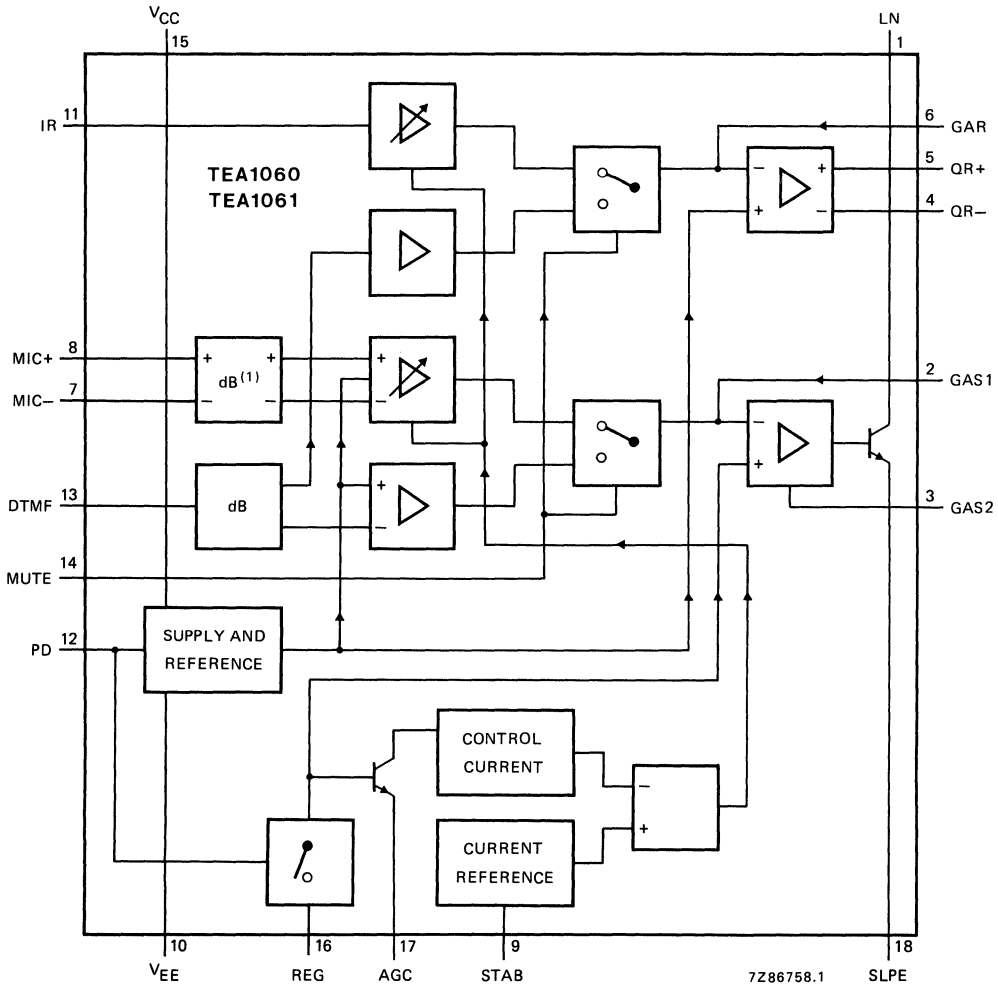 VCC
15
LN
1
IR 11
6 GAR
TEA1060
TEA1061
5 QR+
4 QR−
− +
+ −
MIC+ 8
+ +
dB(1)
− −
MIC− 7
+
−
2 GAS1
−
+
DTMF 13
dB
+
−
3 GAS2
MUTE 14
PD 12
SUPPLY AND
REFERENCE
CONTROL
CURRENT
−
+
CURRENT
REFERENCE
10
16
17
9
18
VEE
REG
AGC
STAB
7Z86758.1
SLPE